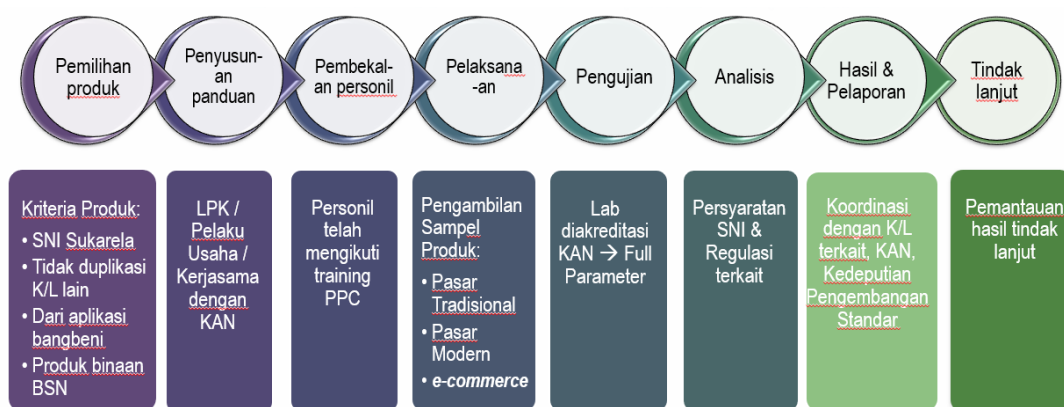 Pemilihan
produk
Penyusun-
an
panduan
Pembekal-
an personil
Pelaksana
-an
Pengujian
Analisis
Hasil &
Pelaporan
Tindak
lanjut
Kriteria Produk:
• SNI Sukarela
• Tidak duplikasi
K/L lain
• Dari aplikasi
bangbeni
• Produk binaan
BSN
LPK /
Pelaku
Usaha /
Kerjasama
dengan
KAN
Personil
telah
mengikuti
training
PPC
Pengambilan
Sampel
Produk:
• Pasar
Tradisional
• Pasar
Modern
• e-commerce
Lab
diakreditasi
KAN → Full
Parameter
Persyaratan
SNI &
Regulasi
terkait
Koordinasi
dengan K/L
terkait, KAN,
Kedeputian
Pengembangan
Standar
Pemantauan
hasil tindak
lanjut